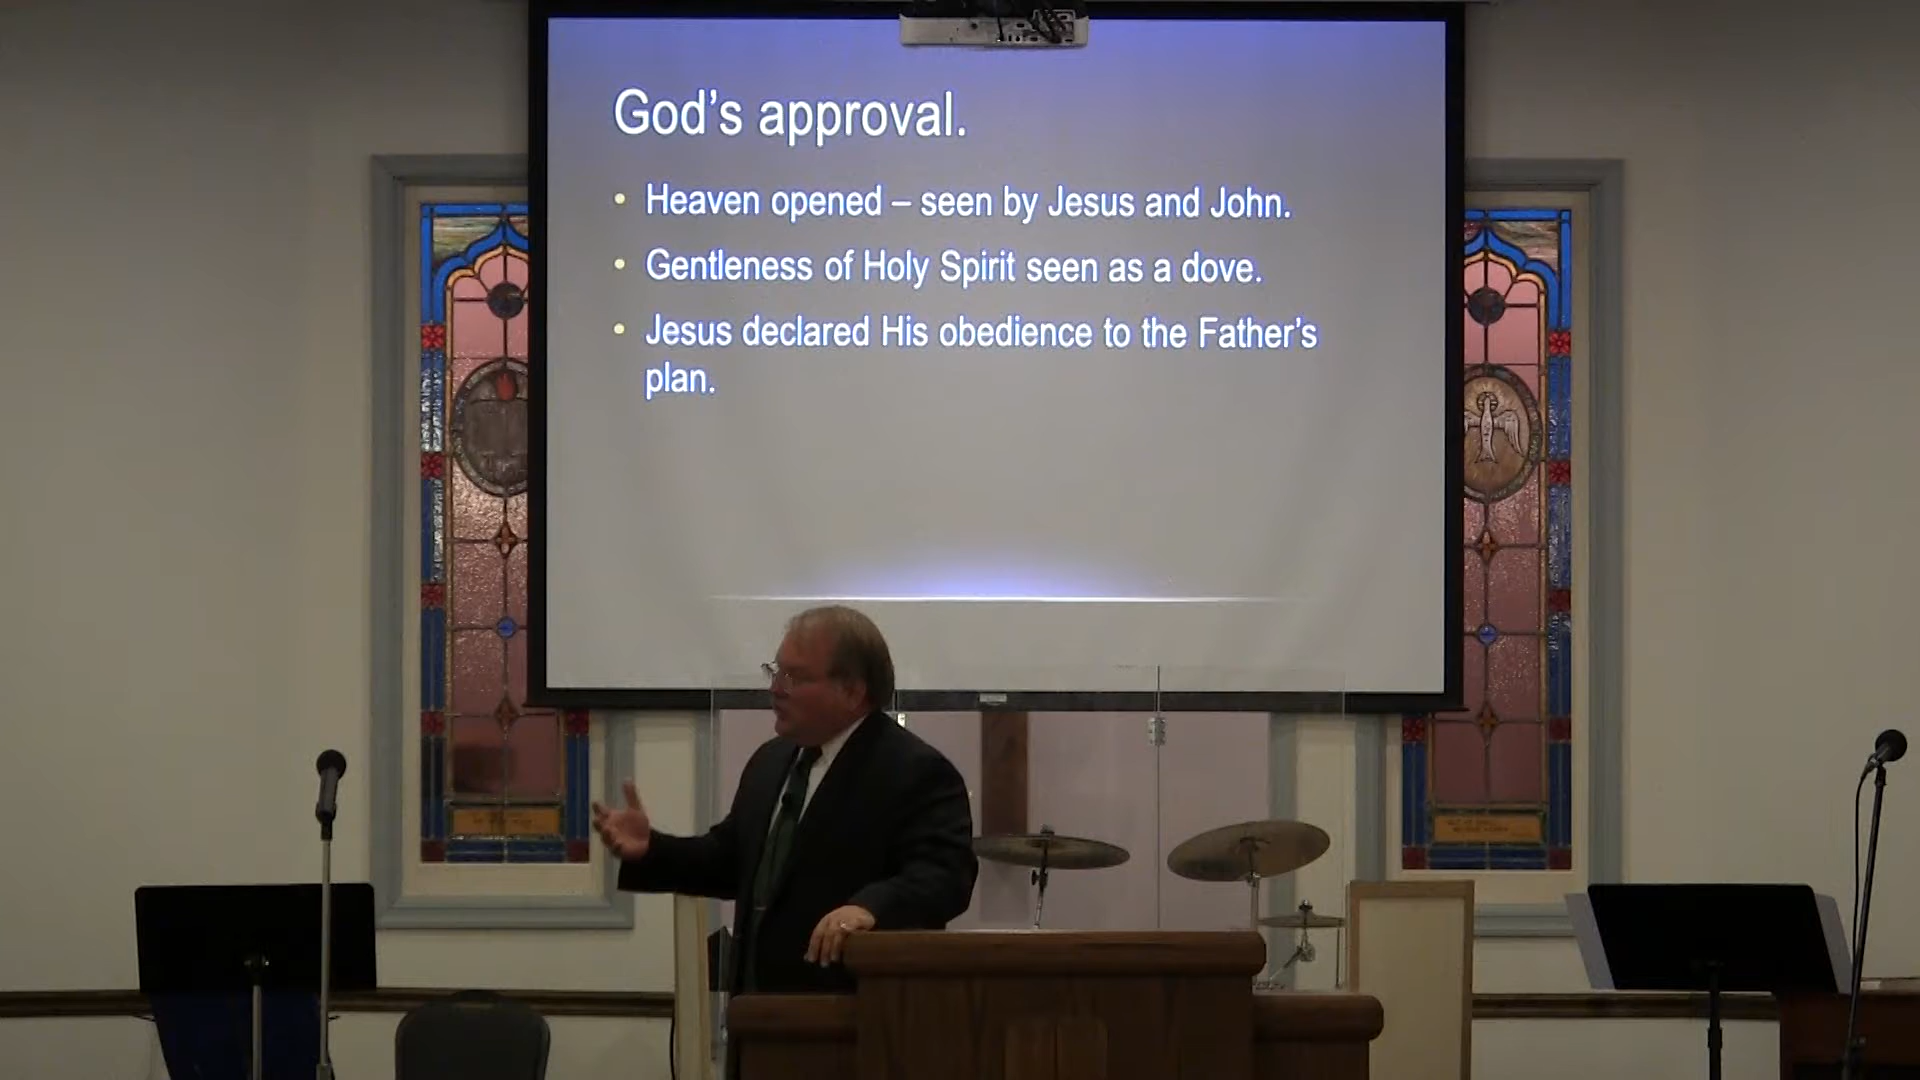 God’s approval.
• Heaven opened – seen by Jesus and John.
• Gentleness of Holy Spirit seen as a dove.
• Jesus declared His obedience to the Father’s
plan.